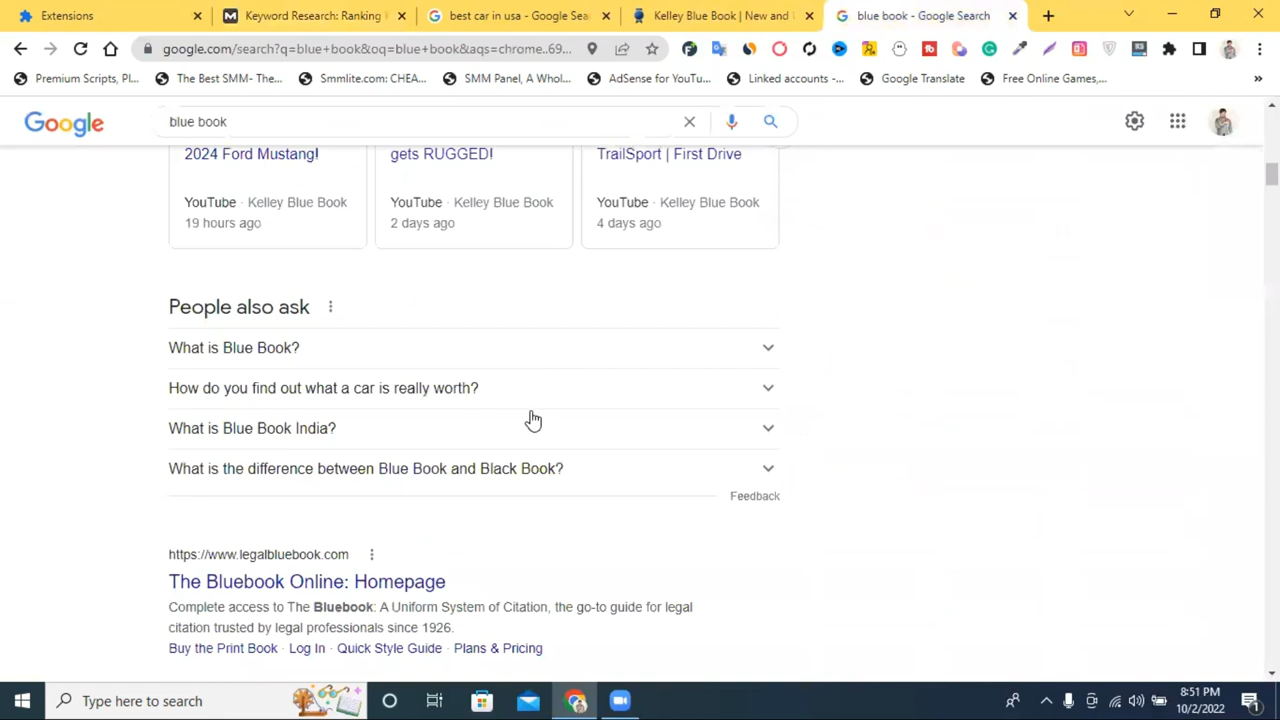 Extensions
Keyword Research: Ranking
best car in usa - Google Sea
Kelley Blue Book | New and
blue book - Google Search
google.com/search?q=blue+book&oq=blue+book&aqs=chrome..69...
Premium Scripts, Pl...
The Best SMM- The...
Smmlite.com: CHEA...
SMM Panel, A Whol...
AdSense for YouTu...
Linked accounts -...
Google Translate
Free Online Games,...
»
Google
blue book
2024 Ford Mustang!
gets RUGGED!
TrailSport | First Drive
YouTube · Kelley Blue Book
YouTube · Kelley Blue Book
YouTube · Kelley Blue Book
19 hours ago
2 days ago
4 days ago
People also ask
What is Blue Book?
How do you find out what a car is really worth?
What is Blue Book India?
What is the difference between Blue Book and Black Book?
Feedback
https://www.legalbluebook.com
The Bluebook Online: Homepage
Complete access to The Bluebook: A Uniform System of Citation, the go-to guide for legal
citation trusted by legal professionals since 1926.
Buy the Print Book · Log In · Quick Style Guide · Plans & Pricing
Type here to search
8:51 PM
10/2/2022